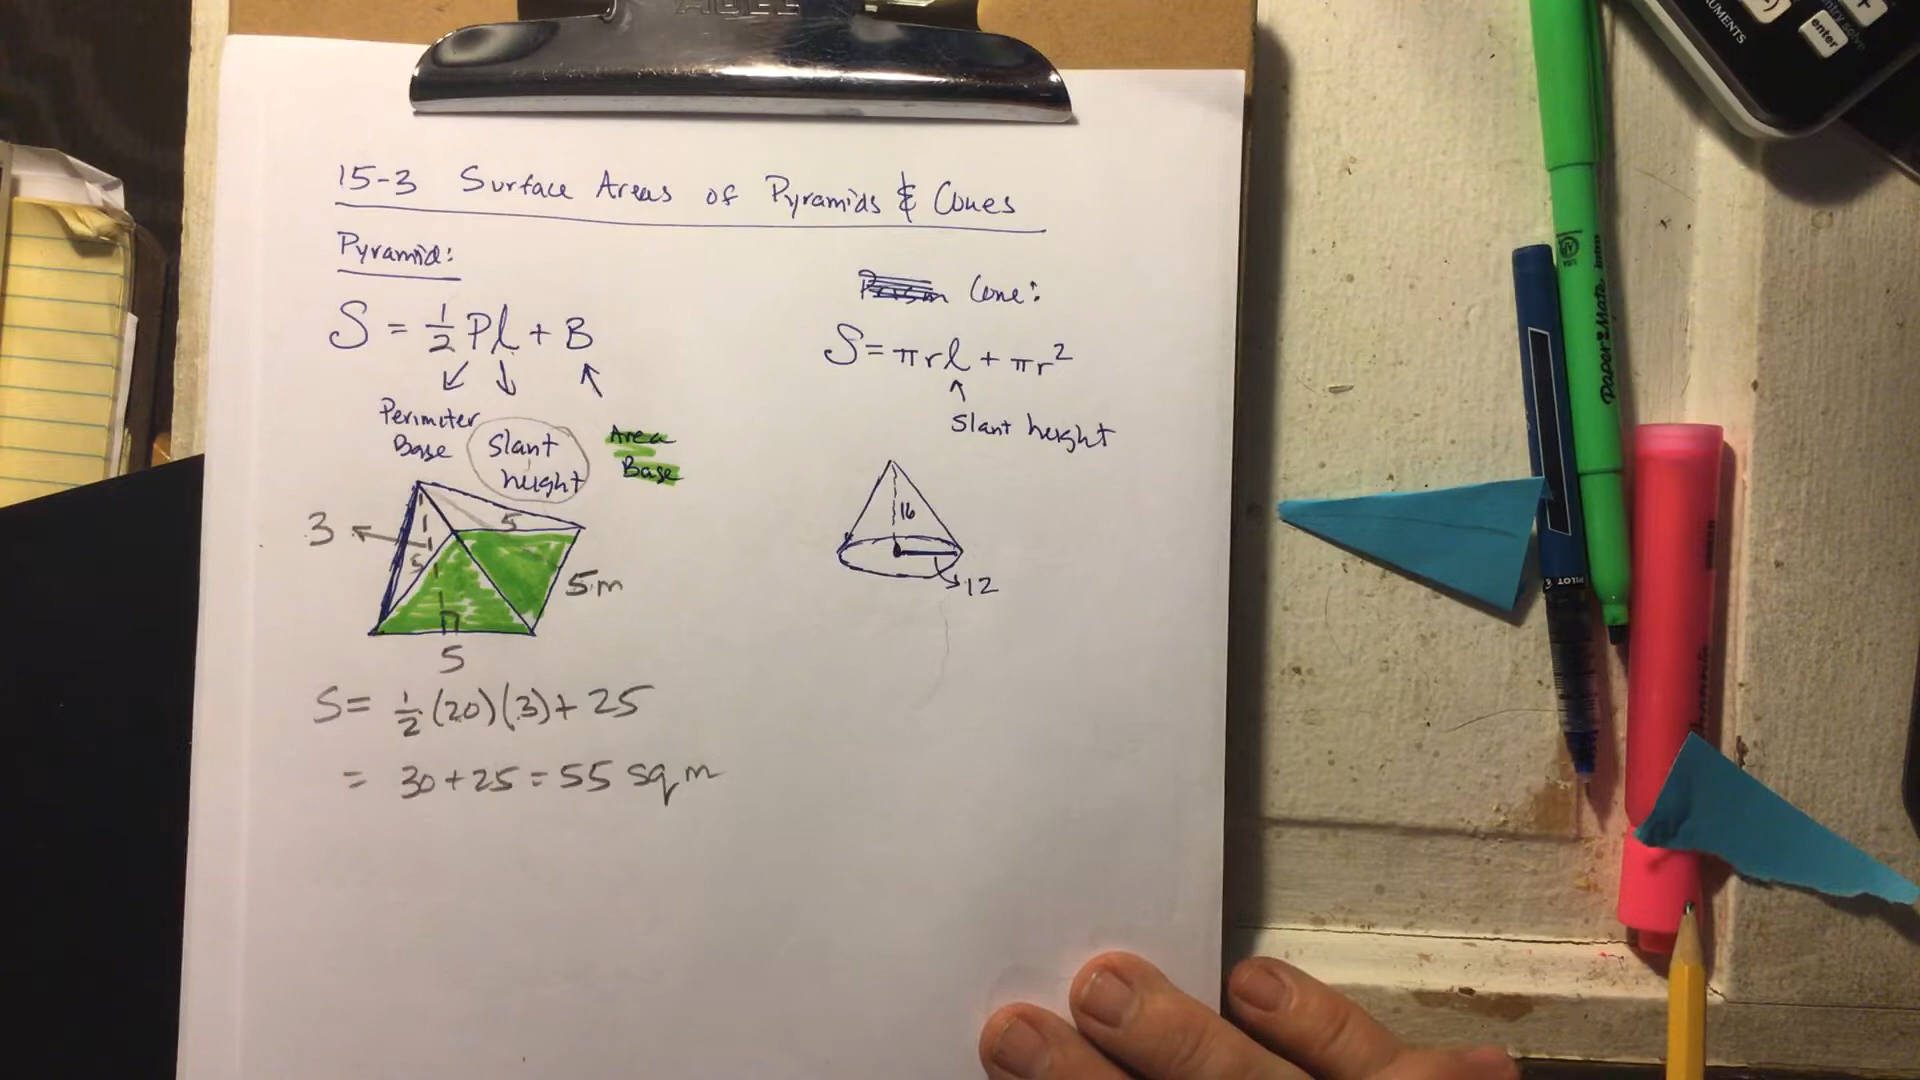 15-3 Surface Areas of Pyramids & Cones
Pyramid:
S = 1/2 Pl + B
Perimeter
Base
Slant
height
Area
Base
3
5
5
5m
5
S = 1/2 (20)(3) + 25
= 30 + 25 = 55 sq m
Prism Cone:
S = πrl + πr²
Slant height
16
12
enter
Paper Mate
PILOT